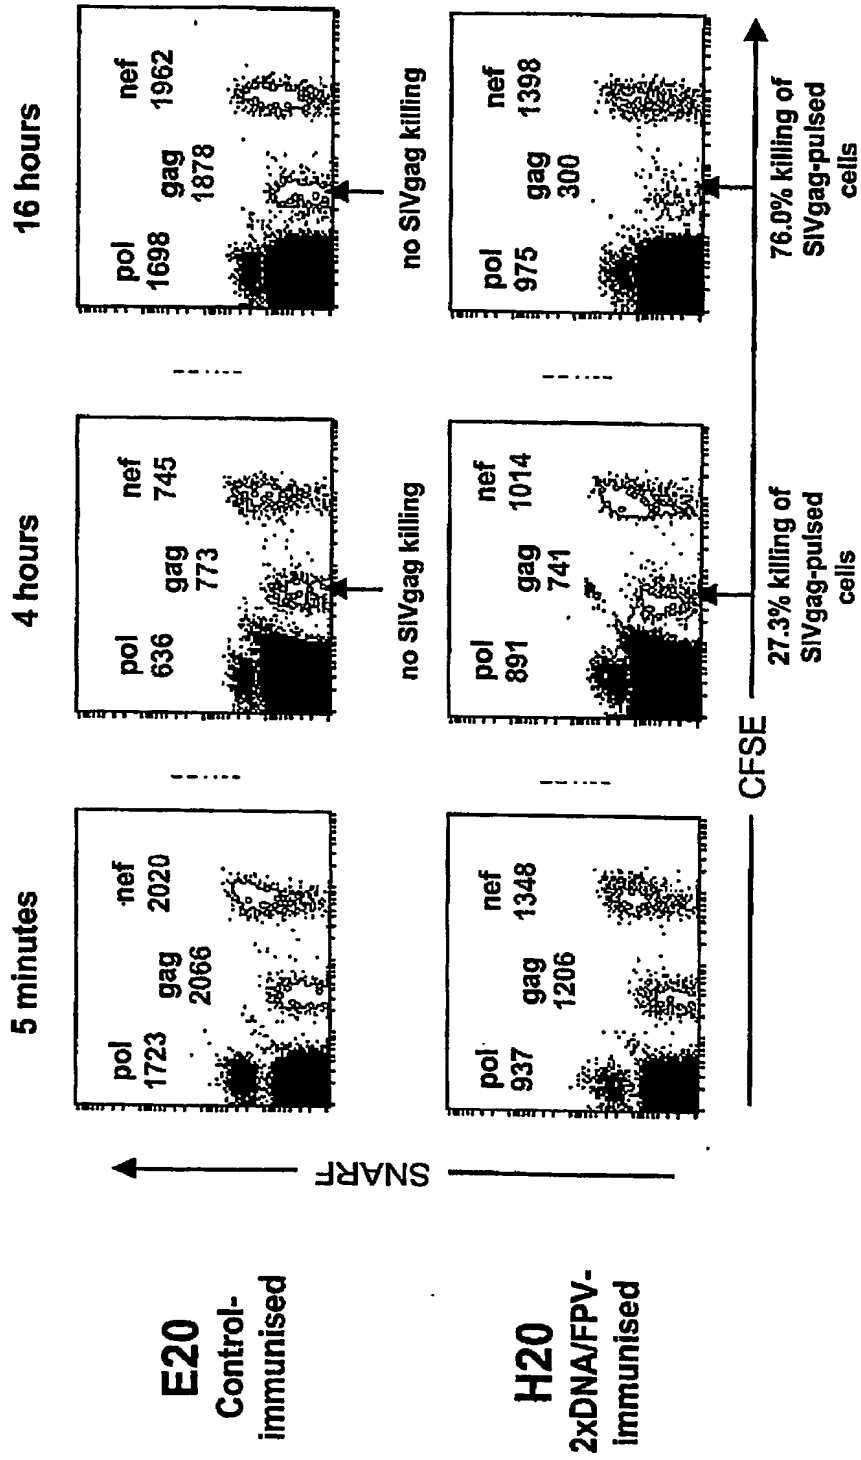 5 minutes
4 hours
16 hours
E20
Control-
immunised
pol
1723
gag
2066
nef
2020
pol
636
gag
773
nef
745
pol
1698
gag
1878
nef
1962
no SIVgag killing
no SIVgag killing
SNARF
H20
2xDNA/FPV-
immunised
pol
937
gag
1206
nef
1348
pol
891
gag
741
nef
1014
pol
975
gag
300
nef
1398
CFSE
27.3% killing of
SIVgag-pulsed
cells
76.0% killing of
SIVgag-pulsed
cells